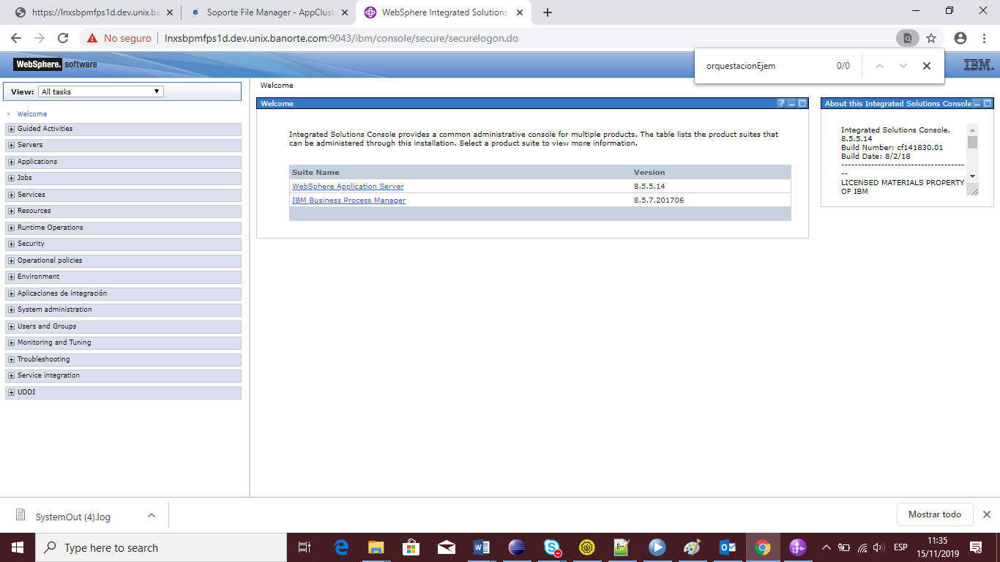 https://lnxsbpmfps1d.dev.unix.ba
Soporte File Manager - AppClust
WebSphere Integrated Solutions
No seguro
lnxsbpmfps1d.dev.unix.banorte.com:9043/ibm/console/secure/securelogon.do
orquestacionEjem
0/0
WebSphere. software
IBM.
View: All tasks
Welcome
Guided Activities
Servers
Applications
Jobs
Services
Resources
Runtime Operations
Security
Operational policies
Environment
Aplicaciones de integración
System administration
Users and Groups
Monitoring and Tuning
Troubleshooting
Service integration
UDDI
Welcome
Welcome
?
Integrated Solutions Console provides a common administrative console for multiple products. The table lists the product suites that
can be administered through this installation. Select a product suite to view more information.
Suite Name Version
WebSphere Application Server 8.5.5.14
IBM Business Process Manager 8.5.7.201706
About this Integrated Solutions Console
Integrated Solutions Console,
8.5.5.14
Build Number: cf141830.01
Build Date: 8/2/18
-----------------------------------
--
LICENSED MATERIALS PROPERTY
OF IBM
SystemOut (4).log
Mostrar todo
Type here to search
ESP
11:35
15/11/2019